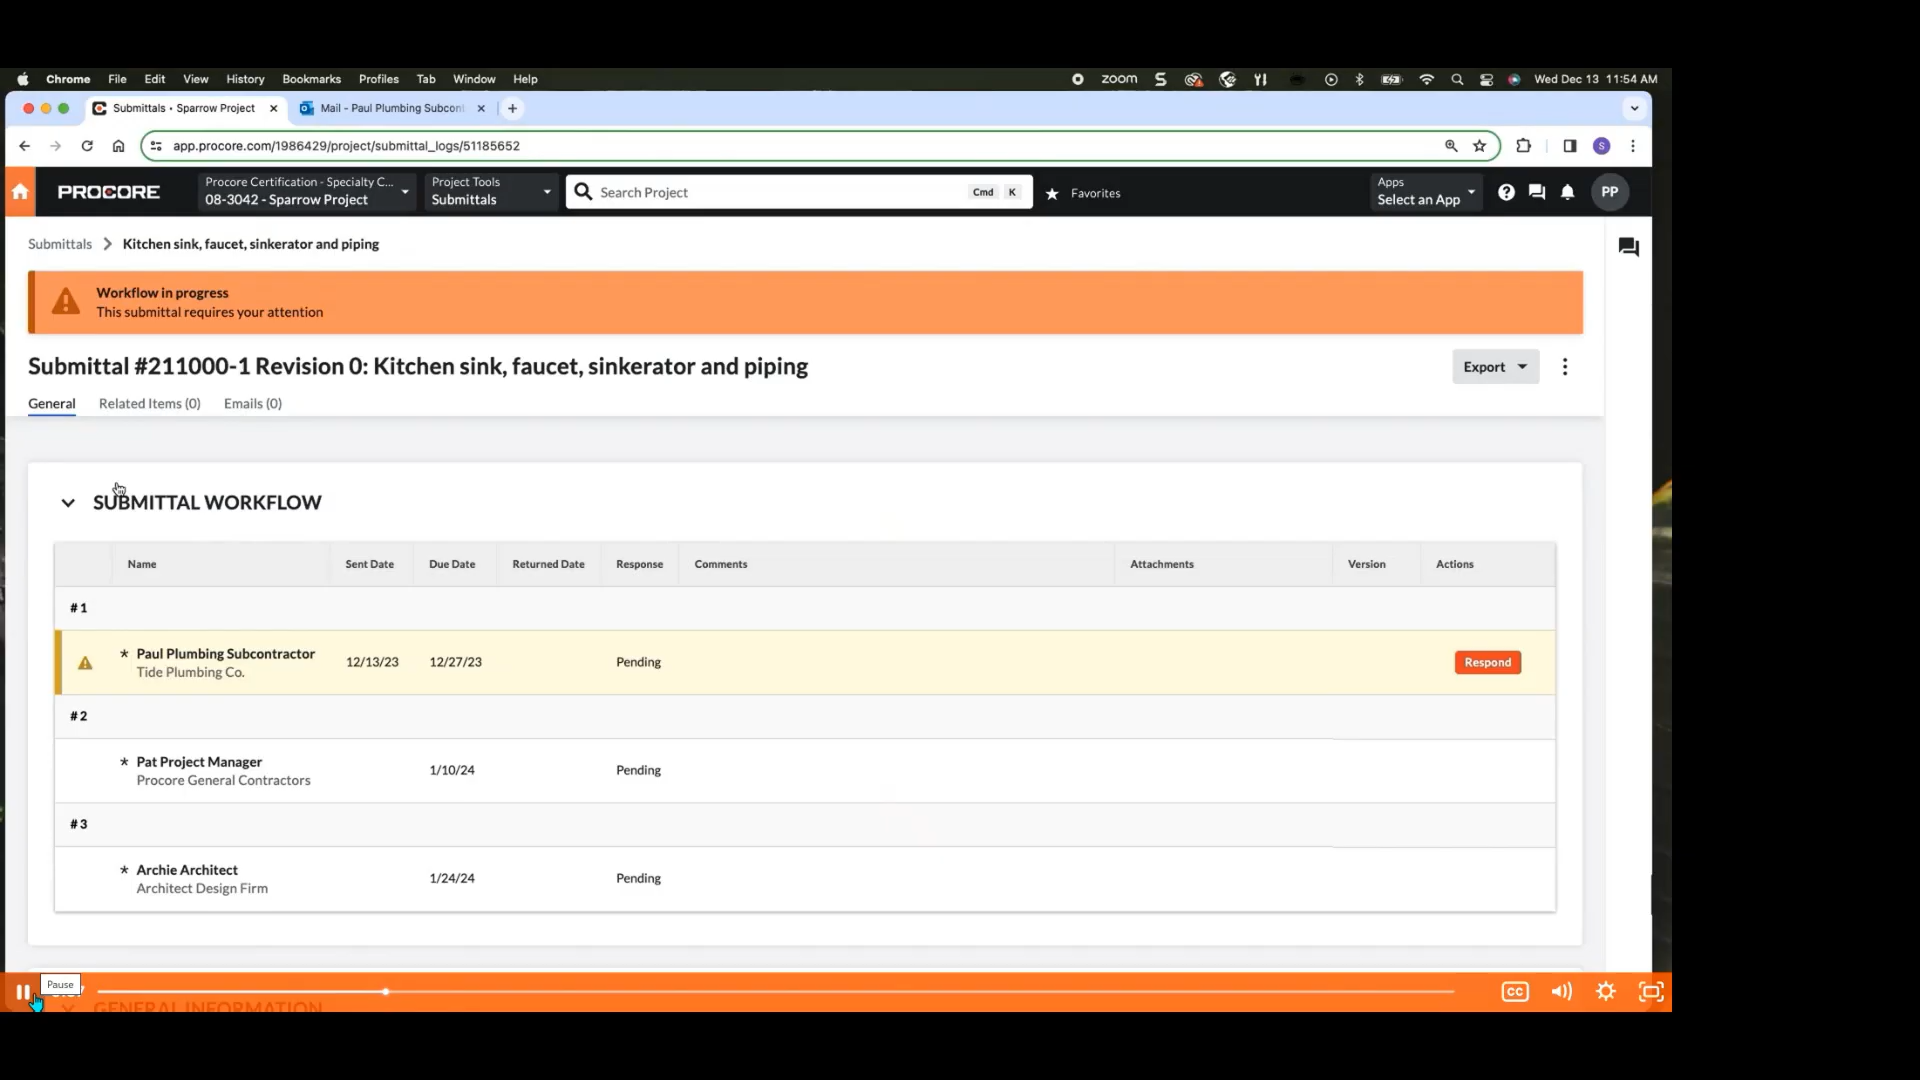 Chrome File Edit View History Bookmarks Profiles Tab Window Help zoom Wed Dec 13 11:54 AM
Submittals • Sparrow Project Mail - Paul Plumbing Subcont
app.procore.com/1986429/project/submittal_logs/51185652 S
PROCORE
Procore Certification - Specialty C...
08-3042 - Sparrow Project
Project Tools
Submittals
Search Project Cmd K
Favorites
Apps
Select an App
PP
Submittals Kitchen sink, faucet, sinkerator and piping
Workflow in progress
This submittal requires your attention
Submittal #211000-1 Revision 0: Kitchen sink, faucet, sinkerator and piping
Export
General Related Items (0) Emails (0)
SUBMITTAL WORKFLOW
Name Sent Date Due Date Returned Date Response Comments Attachments Version Actions
#1
* Paul Plumbing Subcontractor
Tide Plumbing Co.
12/13/23 12/27/23 Pending Respond
#2
* Pat Project Manager
Procore General Contractors
1/10/24 Pending
#3
* Archie Architect
Architect Design Firm
1/24/24 Pending
Pause
CC
GENERAL INFORMATION